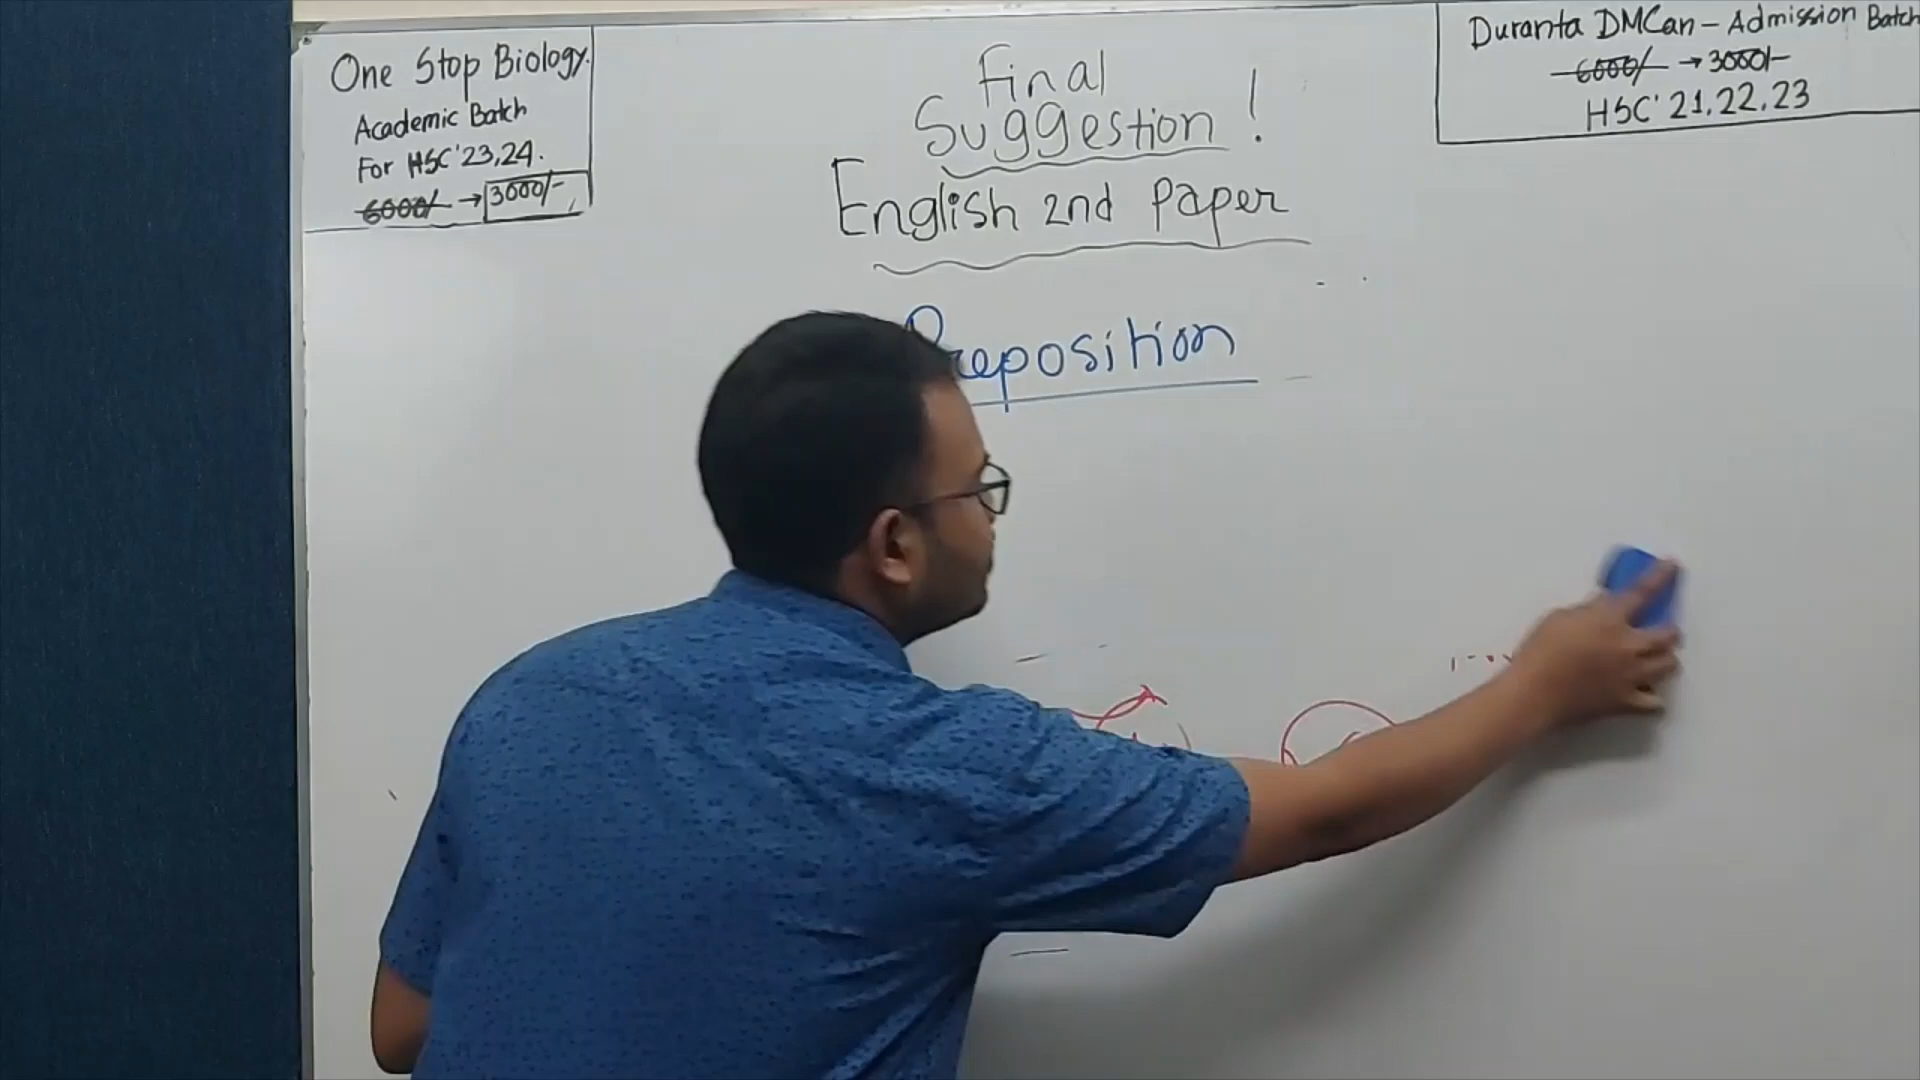 One Stop Biology.
Academic Batch
For HSC'23,24.
6000/- → 3000/-
Final
Suggestion!
English 2nd Paper
Preposition
Duranta DMCan - Admission Batch
6000/- → 3000/-
HSC' 21,22,23